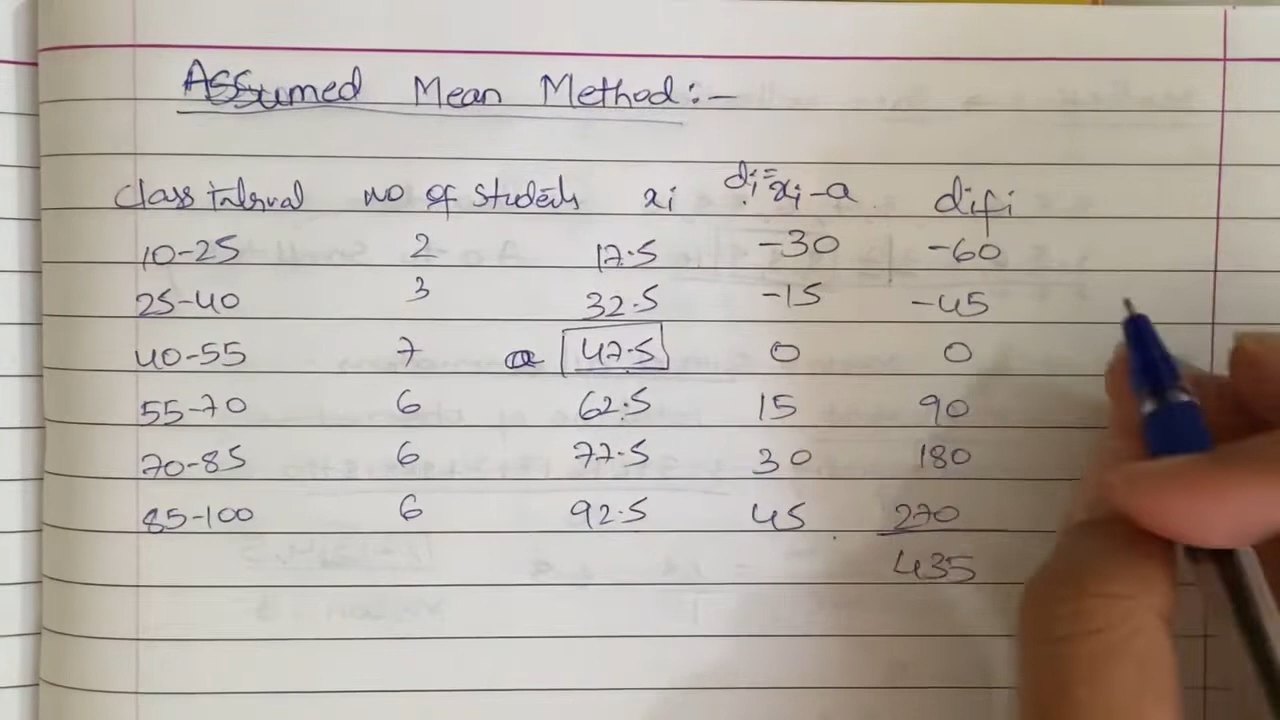 Assumed Mean Method:-
Class Interval No of Students xi di=xi-a difi
10-25 2 17.5 -30 -60
25-40 3 32.5 -15 -45
40-55 7 a 47.5 0 0
55-70 6 62.5 15 90
70-85 6 77.5 30 180
85-100 6 92.5 45 270
435